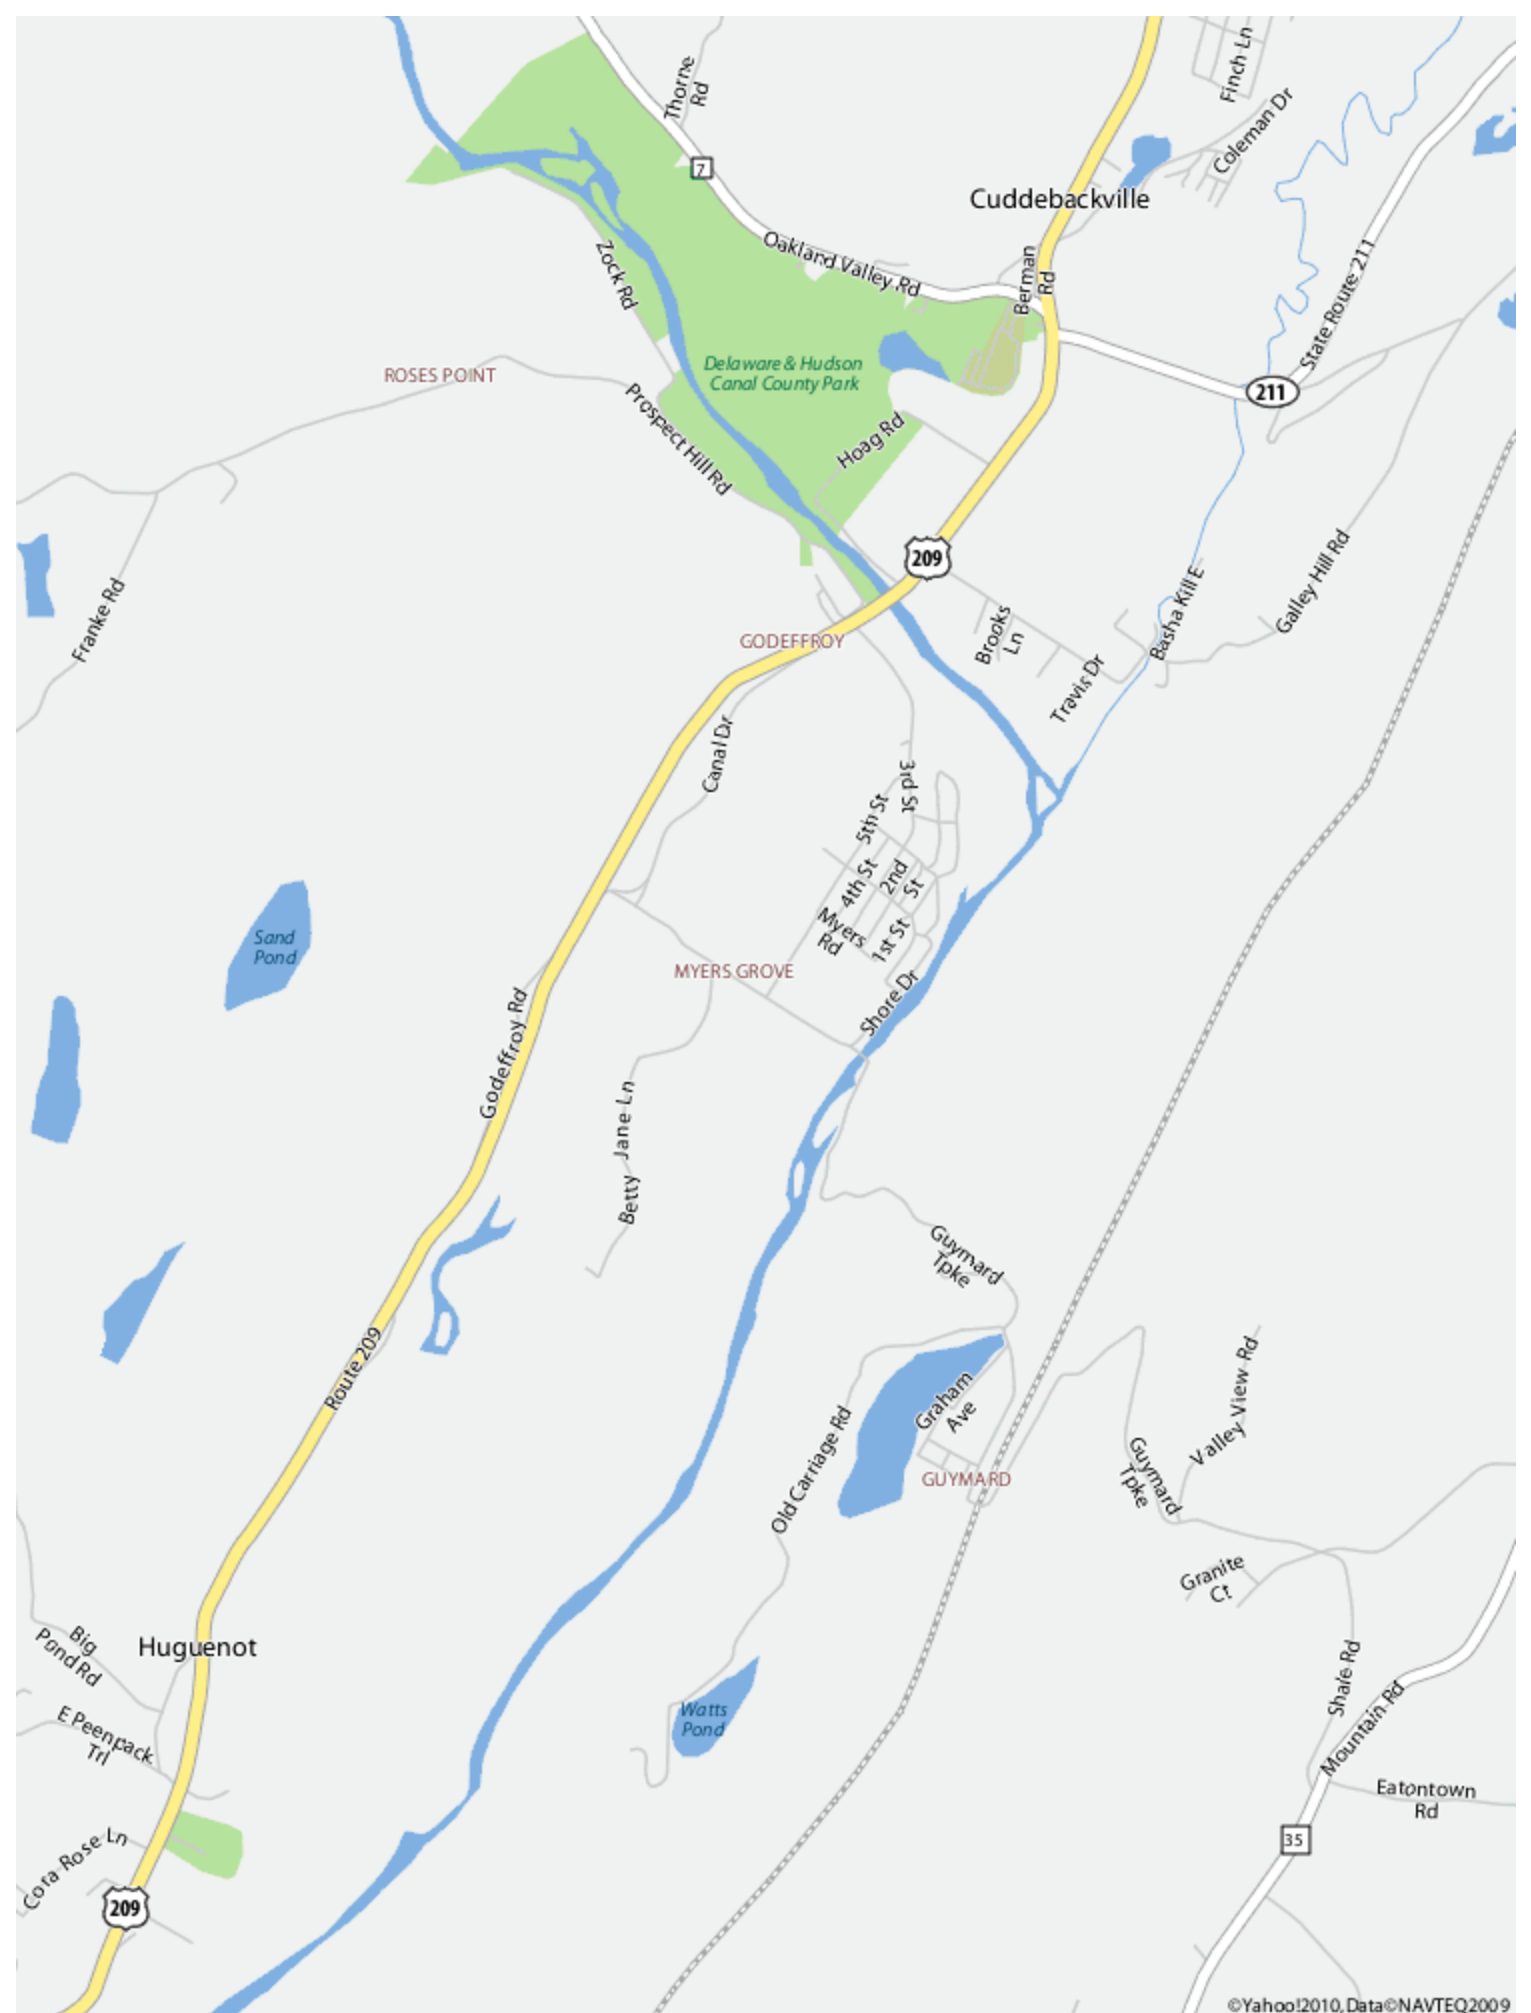 Finch Ln
Thorne
Rd
Coleman Dr
7
Cuddebackville
Oakland Valley Rd
Berman
Rd
Zock Rd
State Route 211
Delaware & Hudson
Canal County Park
ROSES POINT
211
Prospect Hill Rd
Hoag Rd
209
Franke Rd
Galley Hill Rd
Basha Kill E
Brooks
Ln
GODEFFROY
Travis Dr
Canal Dr
3rd St
5th St
4th St
2nd
St
Myers
Rd
1st St
Sand
Pond
MYERS GROVE
Shore Dr
Godeffroy Rd
Betty Jane Ln
Guymard
Tpke
Route 209
Graham
Ave
Valley View Rd
Old Carriage Rd
GUYMARD
Guymard
Tpke
Granite
Ct
Big
Pond Rd
Huguenot
Shale Rd
Mountain Rd
Watts
Pond
E Peenpack
Trl
Eatontown
Rd
35
Cora Rose Ln
209
©Yahoo!2010, Data©NAVTEQ2009